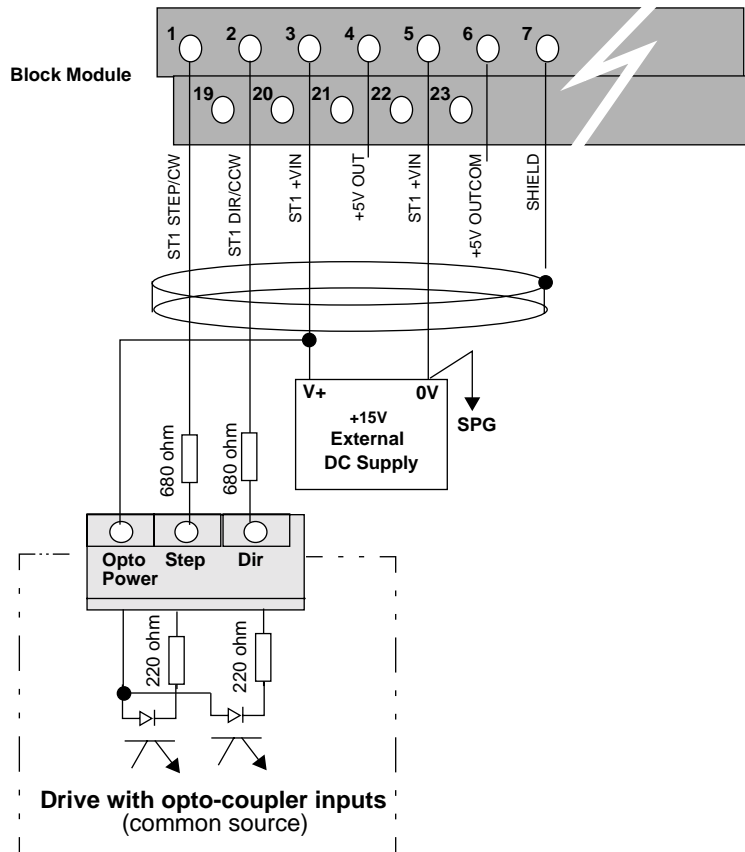 1 2 3 4 5 6 7
Block Module
19 20 21 22 23
ST1 STEP/CW
ST1 DIR/CCW
ST1 +VIN
+5V OUT
ST1 +VIN
+5V OUTCOM
SHIELD
V+ 0V
+15V
External
DC Supply
SPG
680 ohm
680 ohm
Opto Step Dir
Power
220 ohm
220 ohm
Drive with opto-coupler inputs
(common source)